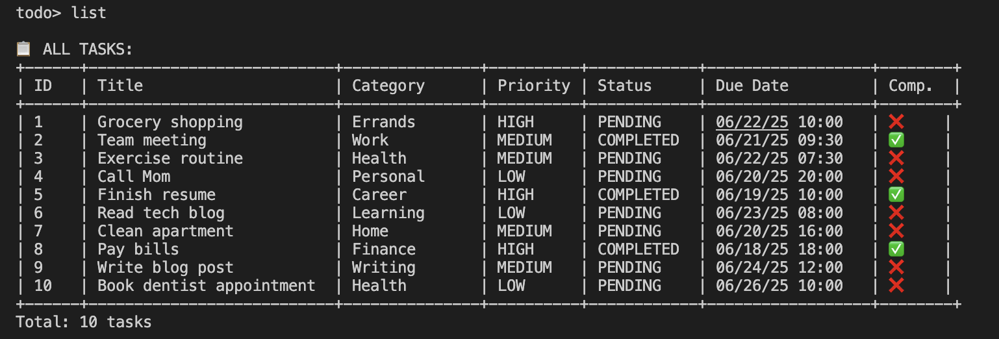 todo> list
📋 ALL TASKS:
+------+---------------------------+---------------+----------+------------+------------------+--------+
| ID   | Title                     | Category      | Priority | Status     | Due Date         | Comp.  |
+------+---------------------------+---------------+----------+------------+------------------+--------+
| 1    | Grocery shopping          | Errands       | HIGH     | PENDING    | 06/22/25 10:00   | ❌     |
| 2    | Team meeting              | Work          | MEDIUM   | COMPLETED  | 06/21/25 09:30   | ✅     |
| 3    | Exercise routine          | Health        | MEDIUM   | PENDING    | 06/22/25 07:30   | ❌     |
| 4    | Call Mom                  | Personal      | LOW      | PENDING    | 06/20/25 20:00   | ❌     |
| 5    | Finish resume             | Career        | HIGH     | COMPLETED  | 06/19/25 10:00   | ✅     |
| 6    | Read tech blog            | Learning      | LOW      | PENDING    | 06/23/25 08:00   | ❌     |
| 7    | Clean apartment           | Home          | MEDIUM   | PENDING    | 06/20/25 16:00   | ❌     |
| 8    | Pay bills                 | Finance       | HIGH     | COMPLETED  | 06/18/25 18:00   | ✅     |
| 9    | Write blog post           | Writing       | MEDIUM   | PENDING    | 06/24/25 12:00   | ❌     |
| 10   | Book dentist appointment  | Health        | LOW      | PENDING    | 06/26/25 10:00   | ❌     |
+------+---------------------------+---------------+----------+------------+------------------+--------+
Total: 10 tasks